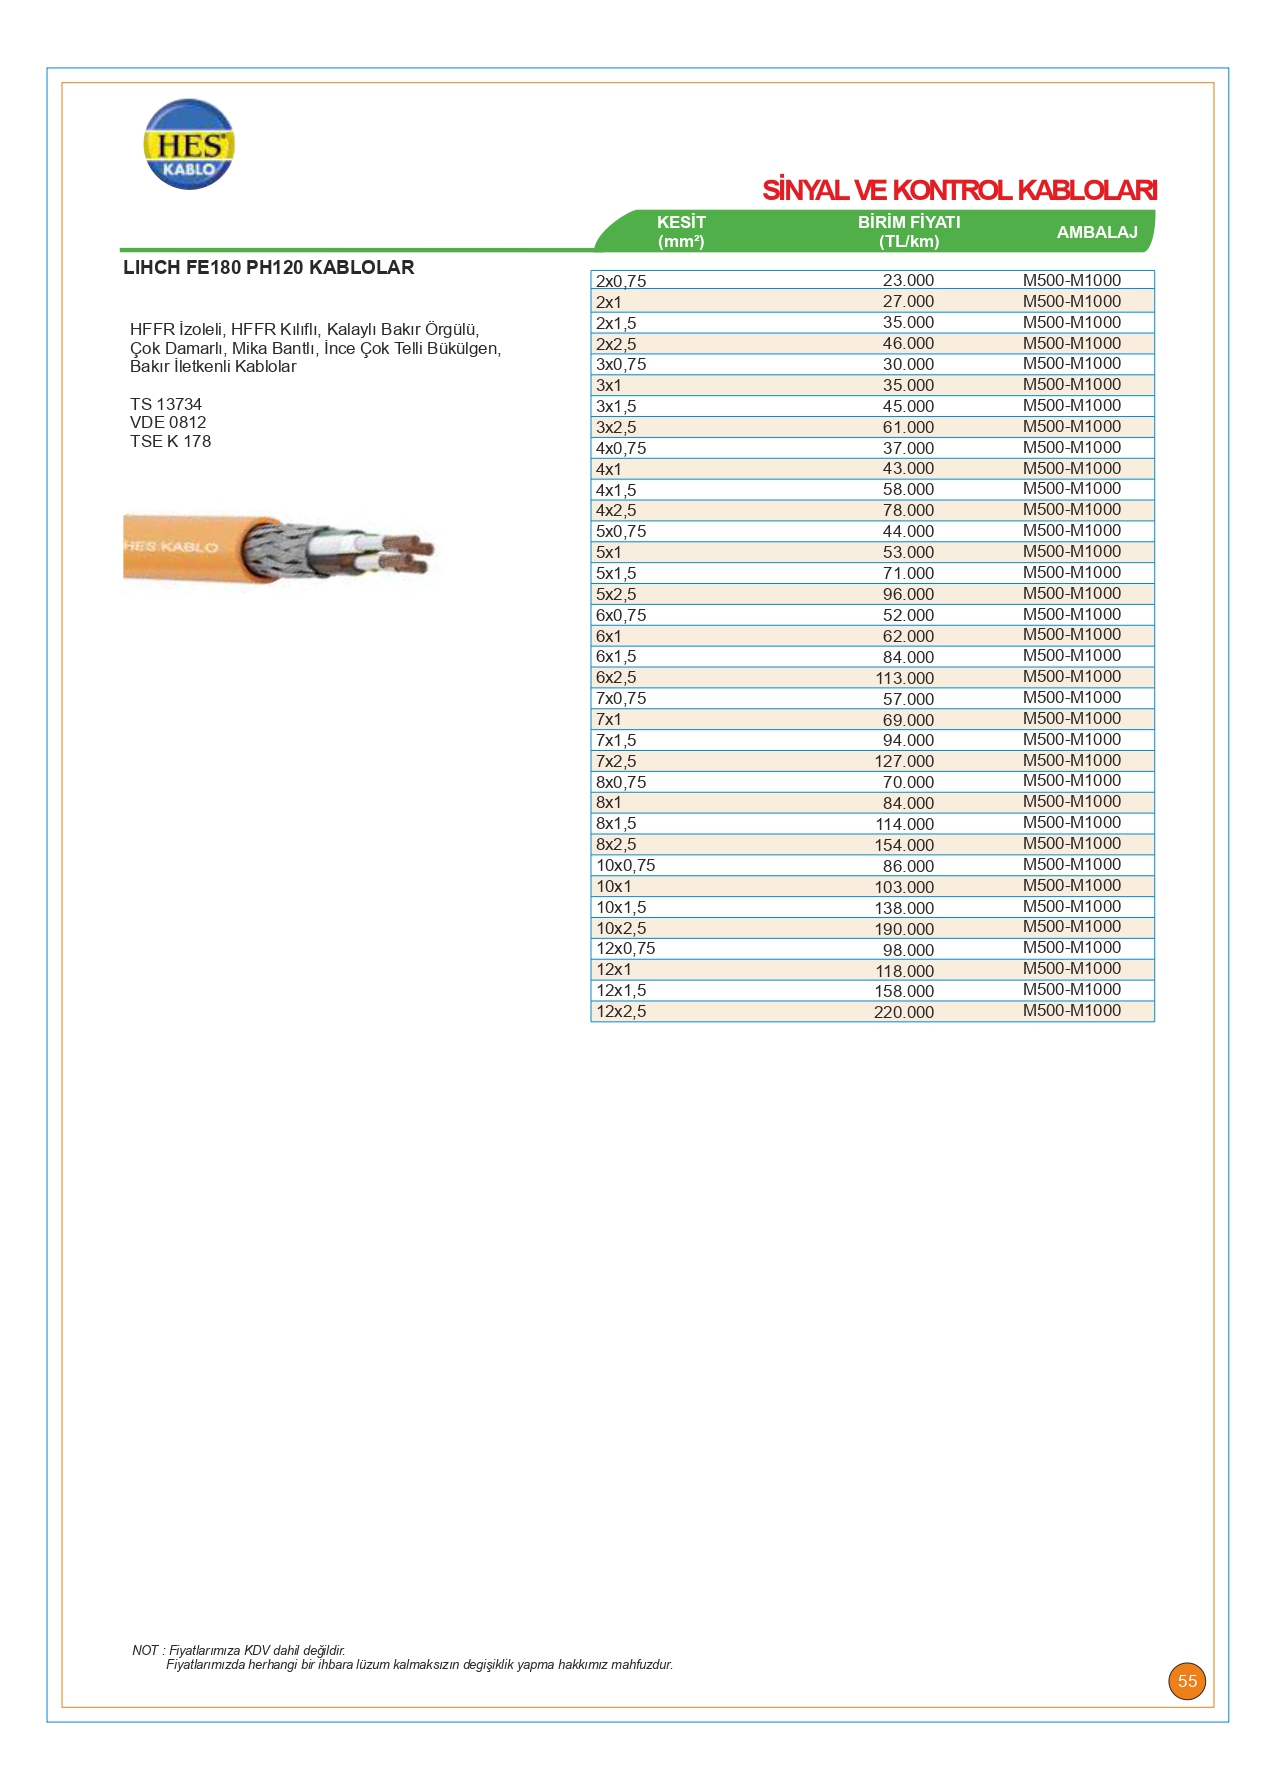 HES
KABLO
SİNYAL VE KONTROL KABLOLARI
KESİT BİRİM FİYATI AMBALAJ
(mm²) (TL/km)
LIHCH FE180 PH120 KABLOLAR
HFFR İzoleli, HFFR Kılıflı, Kalaylı Bakır Örgülü,
Çok Damarlı, Mika Bantlı, İnce Çok Telli Bükülgen,
Bakır İletkenli Kablolar
TS 13734
VDE 0812
TSE K 178
HES KABLO
2x0,75 23.000 M500-M1000
2x1 27.000 M500-M1000
2x1,5 35.000 M500-M1000
2x2,5 46.000 M500-M1000
3x0,75 30.000 M500-M1000
3x1 35.000 M500-M1000
3x1,5 45.000 M500-M1000
3x2,5 61.000 M500-M1000
4x0,75 37.000 M500-M1000
4x1 43.000 M500-M1000
4x1,5 58.000 M500-M1000
4x2,5 78.000 M500-M1000
5x0,75 44.000 M500-M1000
5x1 53.000 M500-M1000
5x1,5 71.000 M500-M1000
5x2,5 96.000 M500-M1000
6x0,75 52.000 M500-M1000
6x1 62.000 M500-M1000
6x1,5 84.000 M500-M1000
6x2,5 113.000 M500-M1000
7x0,75 57.000 M500-M1000
7x1 69.000 M500-M1000
7x1,5 94.000 M500-M1000
7x2,5 127.000 M500-M1000
8x0,75 70.000 M500-M1000
8x1 84.000 M500-M1000
8x1,5 114.000 M500-M1000
8x2,5 154.000 M500-M1000
10x0,75 86.000 M500-M1000
10x1 103.000 M500-M1000
10x1,5 138.000 M500-M1000
10x2,5 190.000 M500-M1000
12x0,75 98.000 M500-M1000
12x1 118.000 M500-M1000
12x1,5 158.000 M500-M1000
12x2,5 220.000 M500-M1000
NOT : Fiyatlarımıza KDV dahil değildir.
Fiyatlarımızda herhangi bir ihbara lüzum kalmaksızın degişiklik yapma hakkımız mahfuzdur.
55